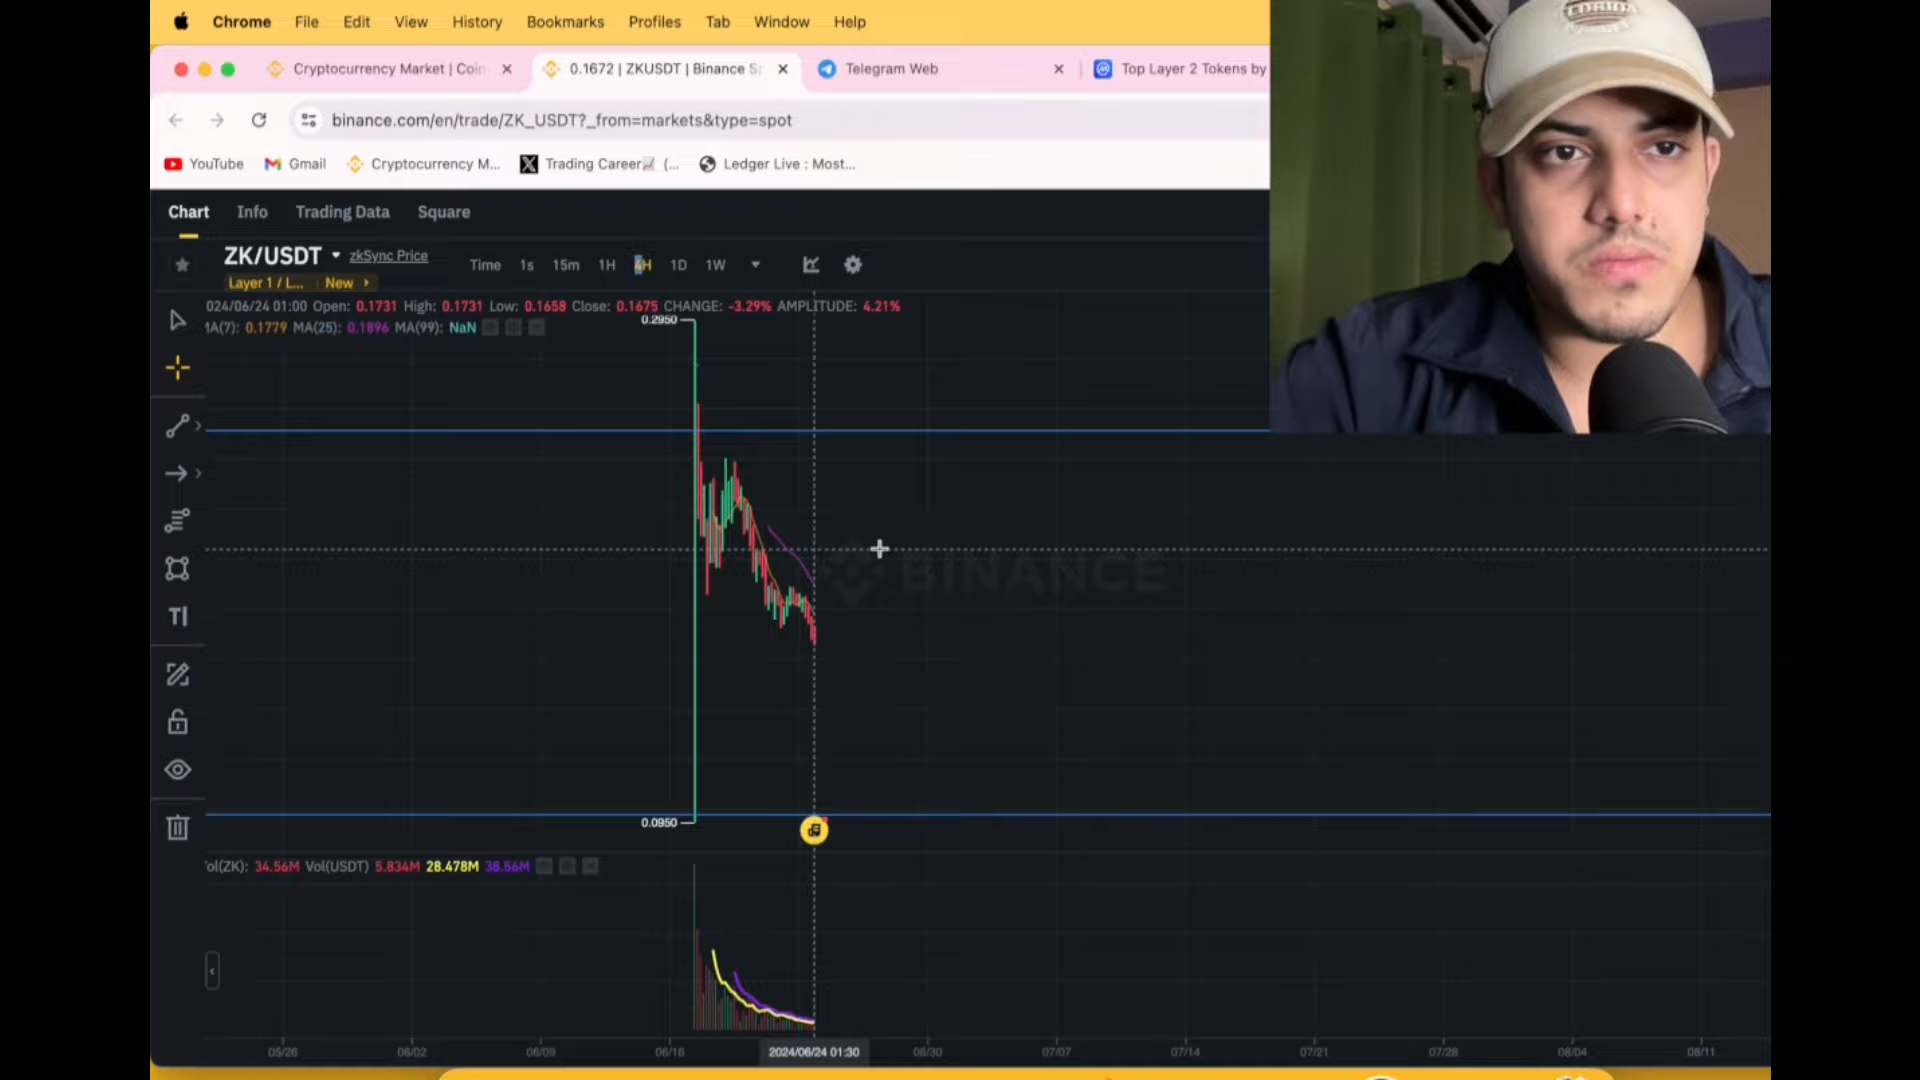 Chrome File Edit View History Bookmarks Profiles Tab Window Help
Cryptocurrency Market | Coin
0.1672 | ZKUSDT | Binance Sp
Telegram Web
Top Layer 2 Tokens by
binance.com/en/trade/ZK_USDT?_from=markets&type=spot
YouTube Gmail Cryptocurrency M... Trading Career (... Ledger Live : Most...
Chart Info Trading Data Square
ZK/USDT zkSync Price
Time 1s 15m 1H 4H 1D 1W
Layer 1 / L... New
024/06/24 01:00 Open: 0.1731 High: 0.1731 Low: 0.1658 Close: 0.1675 CHANGE: -3.29% AMPLITUDE: 4.21%
MA(7): 0.1779 MA(25): 0.1896 MA(99): NaN
0.2950
BINANCE
0.0950
ol(ZK): 34.56M Vol(USDT) 5.834M 28.478M 38.56M
05/26 06/02 06/09 06/16 2024/06/24 01:30 06/30 07/07 07/14 07/21 07/28 08/04 08/11